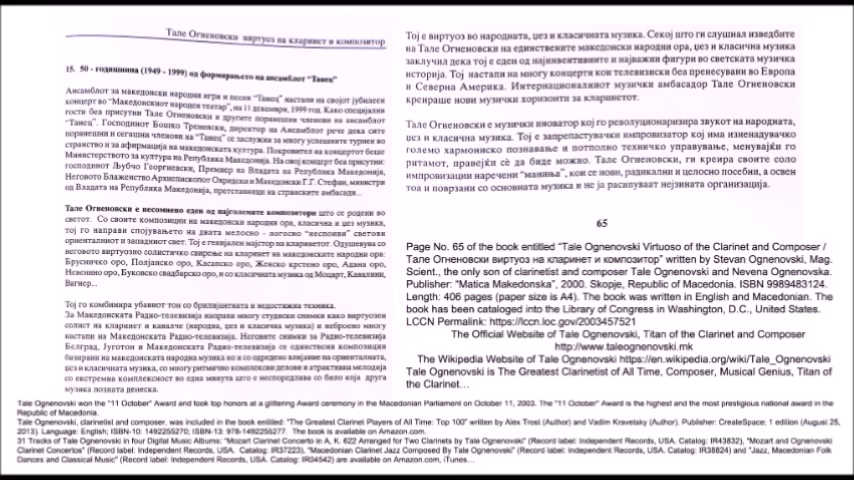 Тале Огненовски виртуоз на кларинет и композитор
15. 50 - годишнина (1949 - 1999) од формирањето на ансамблот "Танец"
Ансамблот за македонски народни игри и песни "Танец" настапи на својот јубилеен
концерт во "Македонскиот народен театар", на 11 декември, 1999 год. Како специјални
гости беа присутни Тале Огненовски и другите поранешни членови на ансамблот
"Танец". Господинот Бошко Треневски, директор на Ансамблот рече дека сите
поранешни и сегашни членови на "Танец" се заслужни за многу успешните турнеи во
странство и за афирмација на македонската култура. Покровител на концертот беше
Министерството за култура на Република Македонија. На овој концерт беа присутни:
господинот Љубчо Георгиевски, Премиер на Владата на Република Македонија,
Неговото Блаженство Архиепископот Охридски и Македонски Г.Г. Стефан, министри
од Владата на Република Македонија, претставници на странските амбасади...
Тале Огненовски е несомнено еден од најголемите композитори што се родени во
светот. Со своите композиции на македонски народни ора, класична и џез музика,
тој го направи спојувањето на двата мелодско - логосно "неспоиви" светови
ориенталниот и западниот свет. Тој е генијален мајстор на кларинетот. Одушевува со
неговото виртуозно солистичко свирење на кларинет на македонските народни ора:
Брусничко оро, Пелистерско оро, Касапско оро, Женско крстено оро, Адана оро,
Невенино оро, Буковско свадбарско оро, и со класичната музика од Моцарт, Кавалини,
Вагнер...
Тој го комбинира убавиот тон со брилијантната и недостижна техника.
За Македонската Радио-телевизија направи многу студиски снимки како виртуозен
солист на кларинет и кавалче (народна, џез и класична музика) и неброено многу
настапи на Македонската Радио-телевизија. Неговите снимки за Радио-телевизија
Белград, Југотон и Македонската Радио-телевизија се единствени композиции
базирани на македонската народна музика но и со одредено влијание на ориенталната,
џез и класичната музика, со многу ритмично комплексни делови и атрактивна мелодија
со екстремна комплексност во една минута што е неспоредлива со било која друга
музика позната денеска.
Тој е виртуоз во народната, џез и класичната музика. Секој што ги слушнал изведбите
на Тале Огненовски на единствените македонски народни ора, џез и класична музика
заклучил дека тој е еден од најинвентивните и најважни фигури во светската музичка
историја. Тој настапи на многу концерти кои телевизиски беа пренесувани во Европа
и Северна Америка. Интернационалниот музички амбасадор Тале Огненовски
креираше нови музички хоризонти за кларинетот.
Тале Огненовски е музички иноватор кој го револуционизира звукот на народната,
џез и класична музика. Тој е запрепастувачки импровизатор кој има изненадувачко
големо хармониско познавање и потполно техничко управување, менувајќи го
ритамот, правејќи сѐ да биде можно. Тале Огненовски, ги креира своите соло
импровизации наречени "маниња", кои се нови, радикални и целосно посебни, а освен
тоа и поврзани со основната музика и не ја расипуваат нејзината организација.
65
Page No. 65 of the book entitled "Tale Ognenovski Virtuoso of the Clarinet and Composer /
Тале Огненовски виртуоз на кларинет и композитор" written by Stevan Ognenovski, Mag.
Scient., the only son of clarinetist and composer Tale Ognenovski and Nevena Ognenovska.
Publisher: "Matica Makedonska", 2000. Skopje, Republic of Macedonia. ISBN 9989483124.
Length: 406 pages (paper size is A4). The book was written in English and Macedonian. The
book has been cataloged into the Library of Congress in Washington, D.C., United States.
LCCN Permalink: https://lccn.loc.gov/2003457521
The Official Website of Tale Ognenovski, Titan of the Clarinet and Composer
http://www.taleognenovski.mk
The Wikipedia Website of Tale Ognenovski https://en.wikipedia.org/wiki/Tale_Ognenovski
Tale Ognenovski is The Greatest Clarinetist of All Time, Composer, Musical Genius, Titan of
the Clarinet...
Tale Ognenovski won the "11 October" Award and took top honors at a glittering Award ceremony in the Macedonian Parliament on October 11, 2003. The "11 October" Award is the highest and the most prestigious national award in the
Republic of Macedonia.
Tale Ognenovski, clarinetist and composer, was included in the book entitled: "The Greatest Clarinet Players of All Time: Top 100" written by Alex Trost (Author) and Vadim Kravetsky (Author). Publisher: CreateSpace; 1 edition (August 25,
2013). Language: English; ISBN-10: 1492255270; ISBN-13: 978-1492255277. The book is available on Amazon.com.
31 Tracks of Tale Ognenovski in four Digital Music Albums: "Mozart Clarinet Concerto in A, K. 622 Arranged for Two Clarinets by Tale Ognenovski" (Record label: Independent Records, USA. Catalog: IR43832), "Mozart and Ognenovski
Clarinet Concertos" (Record label: Independent Records, USA. Catalog: IR37223), "Macedonian Clarinet Jazz Composed By Tale Ognenovski" (Record label: Independent Records, USA. Catalog: IR38824) and "Jazz, Macedonian Folk
Dances and Classical Music" (Record label: Independent Records, USA. Catalog: IR04542) are available on Amazon.com, iTunes...